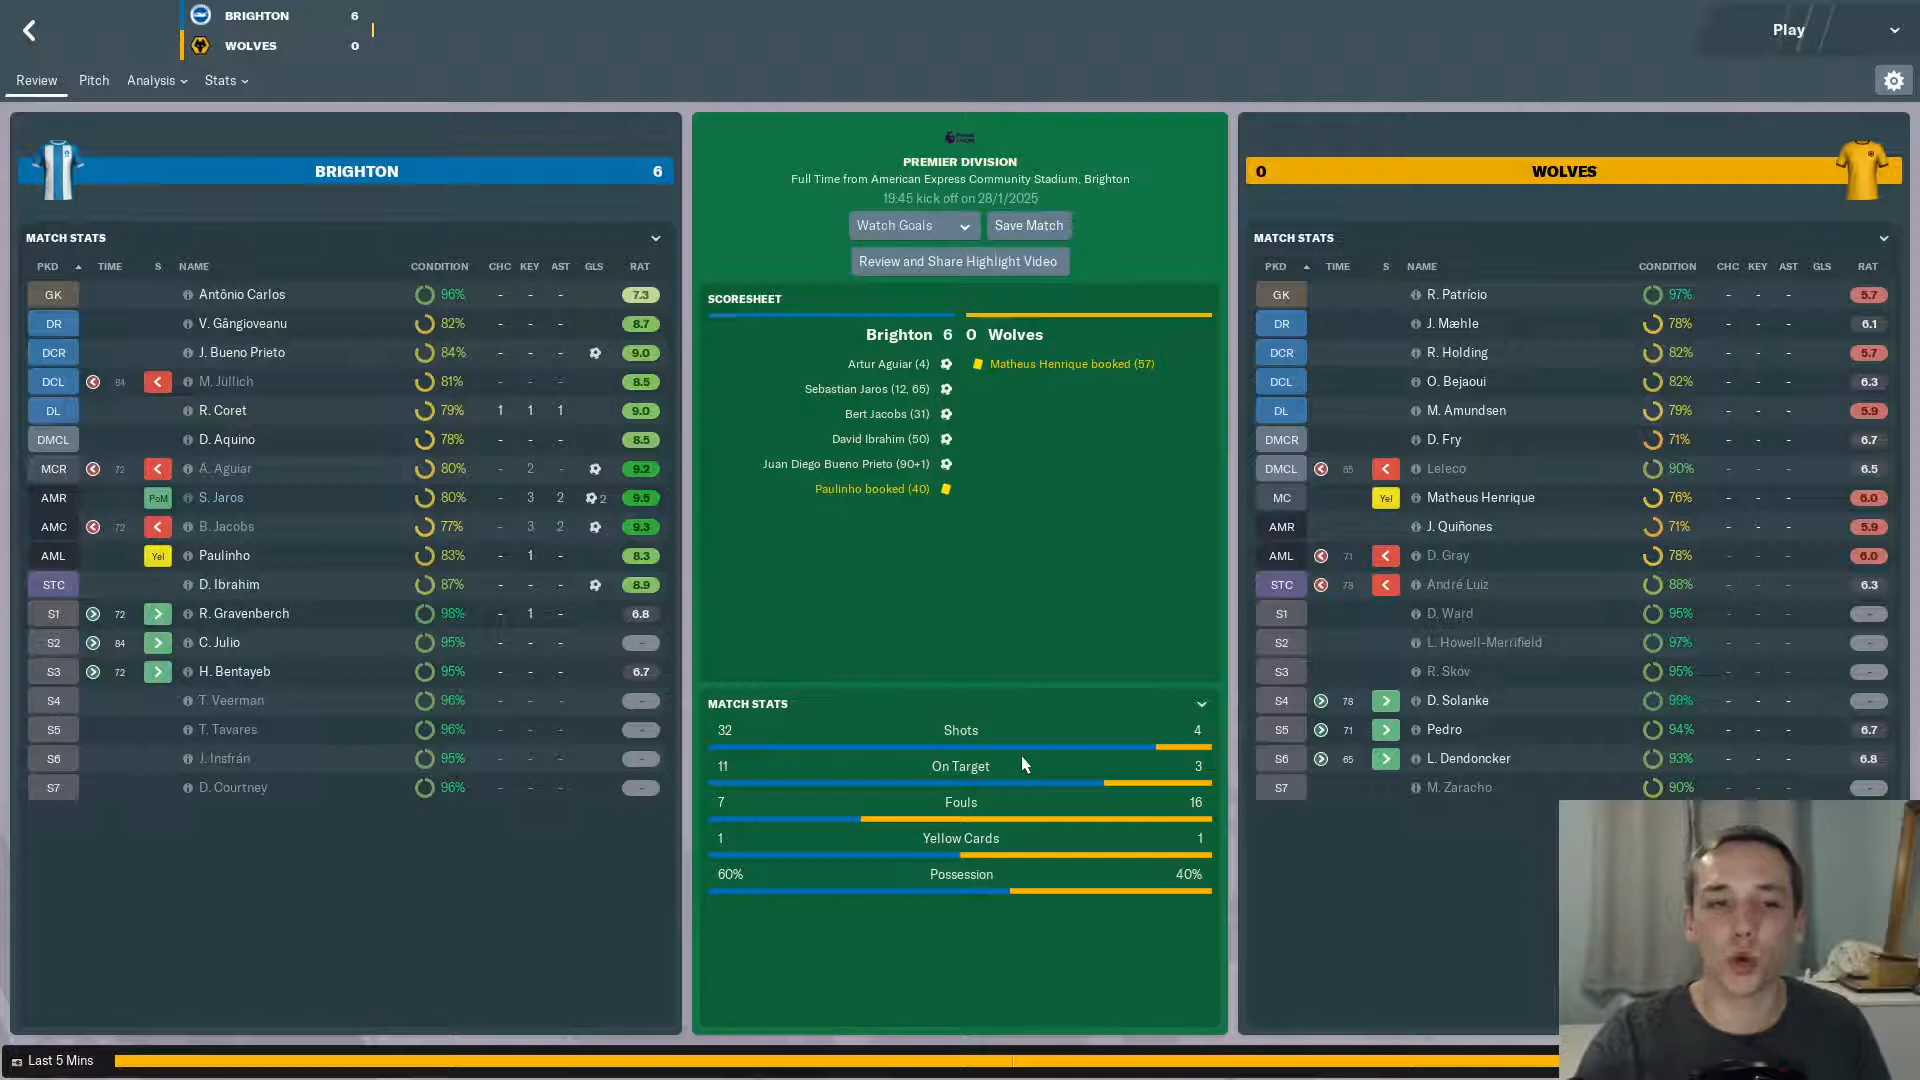 BRIGHTON 6
WOLVES 0
Play
Review Pitch Analysis Stats
BRIGHTON 6
MATCH STATS
PKD TIME S NAME CONDITION CHC KEY AST GLS RAT
GK Antônio Carlos 96% - - - 7.3
DR V. Gângioveanu 82% - - - 8.7
DCR J. Bueno Prieto 84% - - - 9.0
DCL 84 M. Jüllich 81% - - - 8.5
DL R. Coret 79% 1 1 1 9.0
DMCL D. Aquino 78% - - - 8.5
MCR 72 A. Aguiar 80% - 2 - 9.2
AMR PoM S. Jaros 80% - 3 2 2 9.5
AMC 72 B. Jacobs 77% - 3 2 9.3
AML Yel Paulinho 83% - 1 - 8.3
STC D. Ibrahim 87% - - - 8.9
S1 72 R. Gravenberch 98% - 1 - 6.8
S2 84 C. Julio 95% - - - -
S3 72 H. Bentayeb 95% - - - 6.7
S4 T. Veerman 96% - - - -
S5 T. Tavares 96% - - - -
S6 J. Insfrán 95% - - - -
S7 D. Courtney 96% - - - -
PREMIER DIVISION
Full Time from American Express Community Stadium, Brighton
19:45 kick off on 28/1/2025
Watch Goals Save Match
Review and Share Highlight Video
SCORESHEET
Brighton 6 0 Wolves
Artur Aguiar (4) Matheus Henrique booked (57)
Sebastian Jaros (12, 65)
Bert Jacobs (31)
David Ibrahim (50)
Juan Diego Bueno Prieto (90+1)
Paulinho booked (40)
MATCH STATS
32 Shots 4
11 On Target 3
7 Fouls 16
1 Yellow Cards 1
60% Possession 40%
0 WOLVES
MATCH STATS
PKD TIME S NAME CONDITION CHC KEY AST GLS RAT
GK R. Patrício 97% - - - 5.7
DR J. Mæhle 78% - - - 6.1
DCR R. Holding 82% - - - 5.7
DCL O. Bejaoui 82% - - - 6.3
DL M. Amundsen 79% - - - 5.9
DMCR D. Fry 71% - - - 6.7
DMCL 65 Leleco 90% - - - 6.5
MC Yel Matheus Henrique 76% - - - 6.0
AMR J. Quiñones 71% - - - 5.9
AML 71 D. Gray 78% - - - 6.0
STC 78 André Luiz 88% - - - 6.3
S1 D. Ward 95% - - - -
S2 L. Howell-Merrifield 97% - - - -
S3 R. Skov 95% - - - -
S4 78 D. Solanke 99% - - - -
S5 71 Pedro 94% - - - 6.7
S6 65 L. Dendoncker 93% - - - 6.8
S7 M. Zaracho 90% - - - -
Last 5 Mins